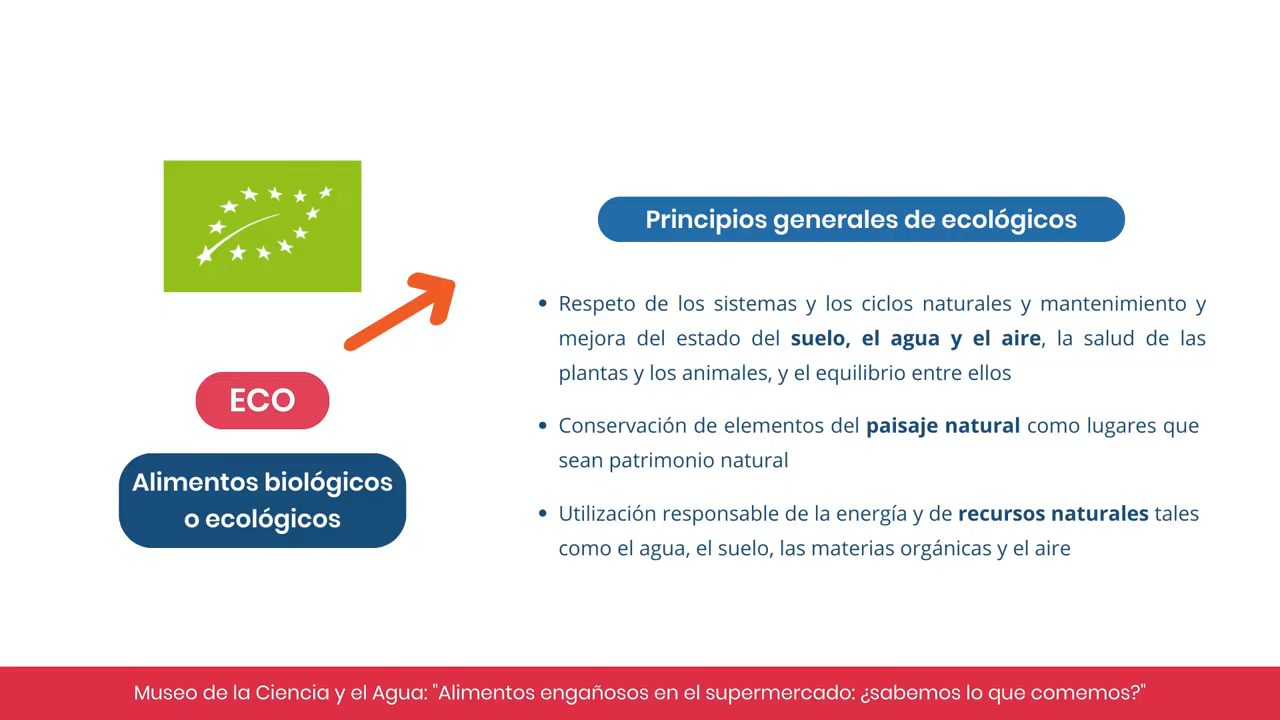 ECO
Alimentos biológicos
o ecológicos
Principios generales de ecológicos
• Respeto de los sistemas y los ciclos naturales y mantenimiento y
mejora del estado del suelo, el agua y el aire, la salud de las
plantas y los animales, y el equilibrio entre ellos
• Conservación de elementos del paisaje natural como lugares que
sean patrimonio natural
• Utilización responsable de la energía y de recursos naturales tales
como el agua, el suelo, las materias orgánicas y el aire
Museo de la Ciencia y el Agua: "Alimentos engañosos en el supermercado: ¿sabemos lo que comemos?"